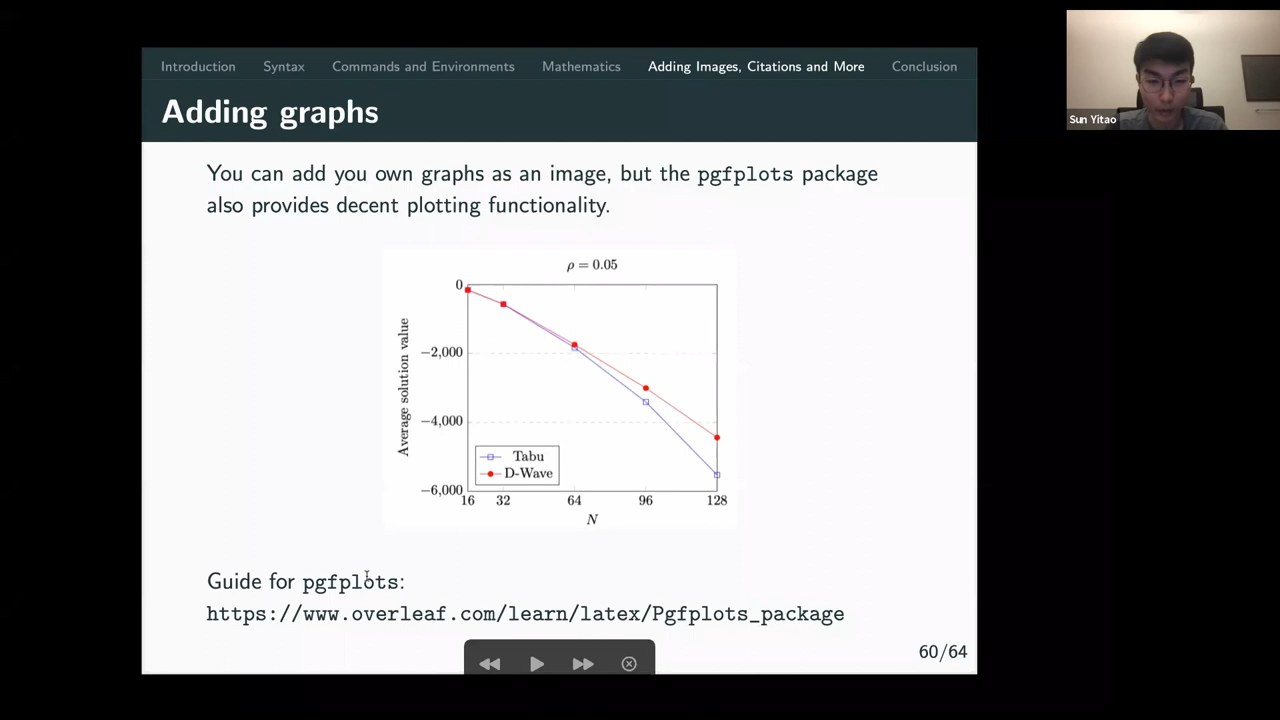 Introduction Syntax Commands and Environments Mathematics Adding Images, Citations and More Conclusion
Adding graphs
Sun Yitao
You can add you own graphs as an image, but the pgfplots package
also provides decent plotting functionality.
ρ = 0.05
Average solution value
0
−2,000
−4,000
−6,000
Tabu
D-Wave
16 32 64 96 128
N
Guide for pgfplots:
https://www.overleaf.com/learn/latex/Pgfplots_package
60/64